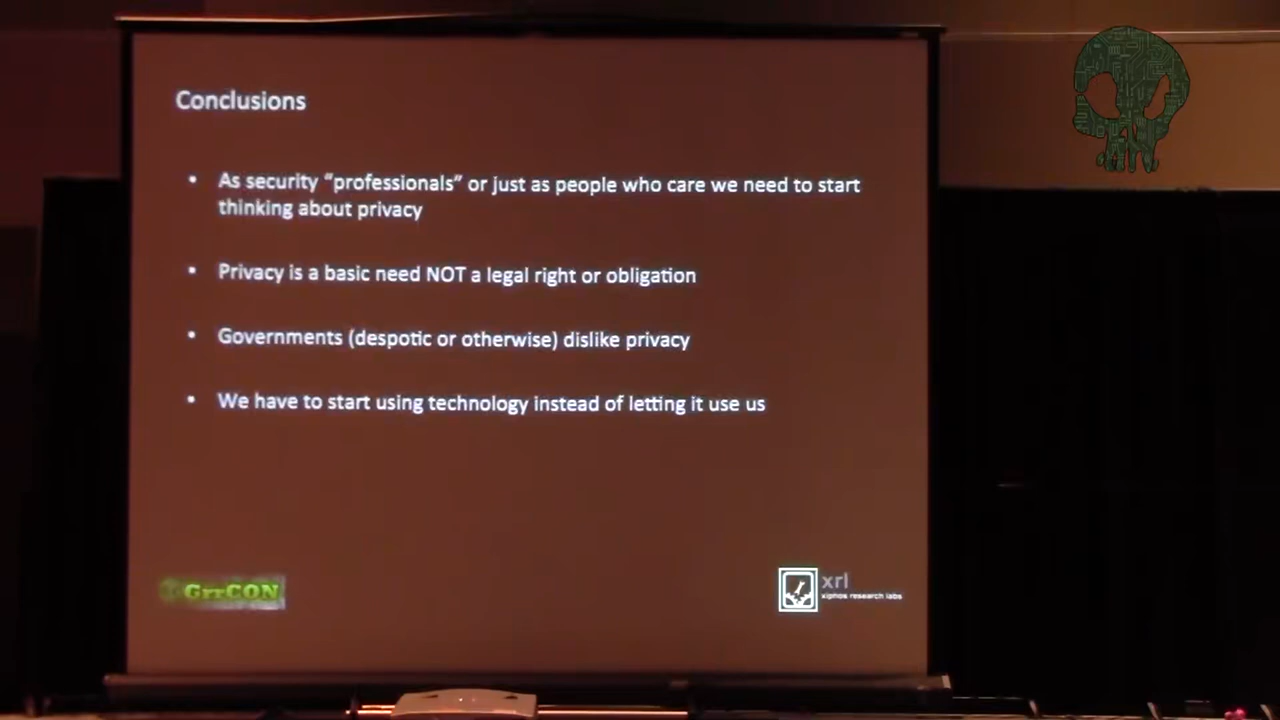 Conclusions
• As security “professionals” or just as people who care we need to start
thinking about privacy
• Privacy is a basic need NOT a legal right or obligation
• Governments (despotic or otherwise) dislike privacy
• We have to start using technology instead of letting it use us
GrrCON
xrl
xiphos research labs